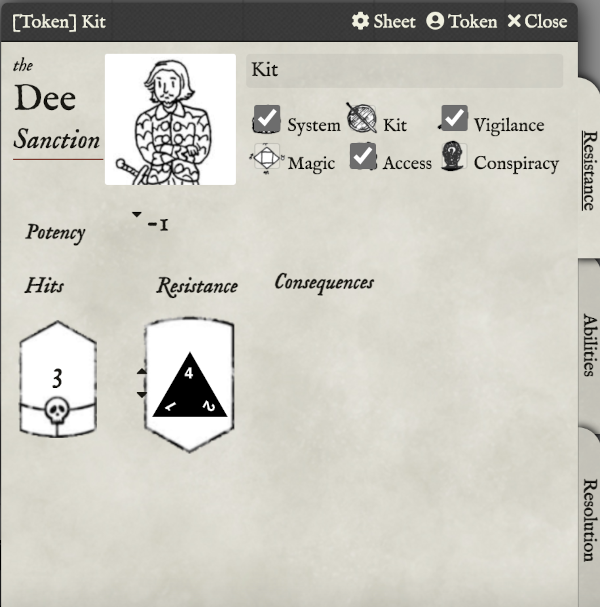 [Token] Kit Sheet Token Close
the
Dee
Sanction
Kit
System Kit Vigilance
Magic Access Conspiracy
Potency -1
Hits Resistance Consequences
3
4
1 2
Resistance
Abilities
Resolution